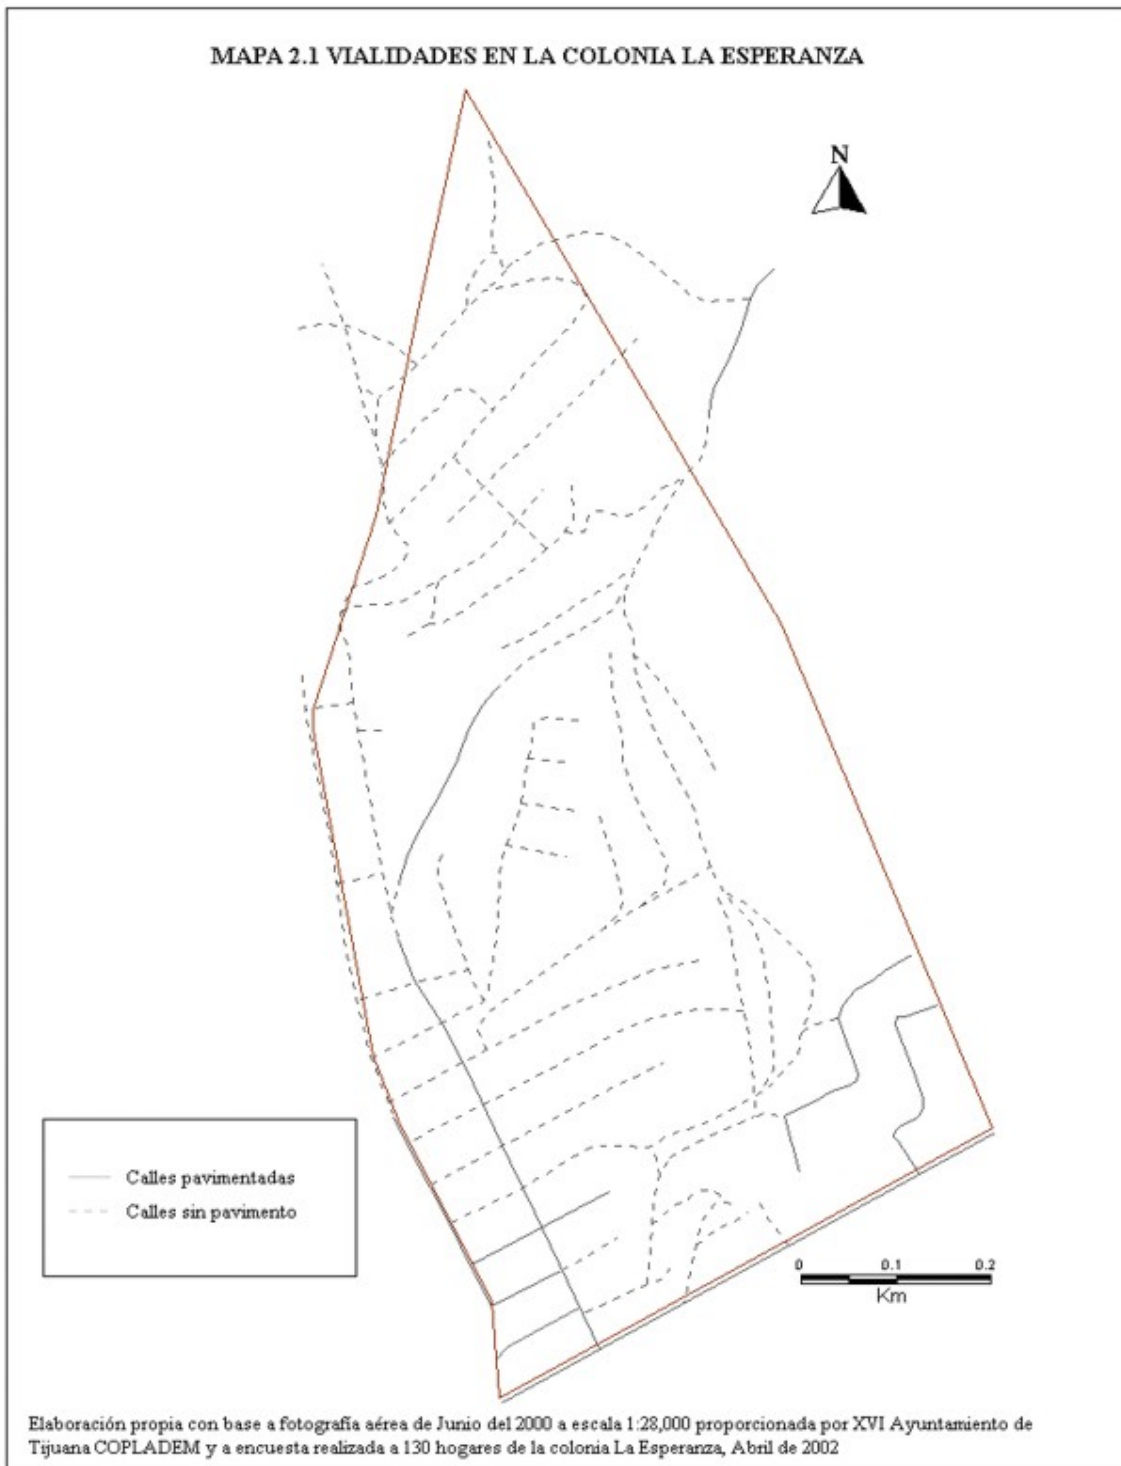 MAPA 2.1 VIALIDADES EN LA COLONIA LA ESPERANZA
N
Calles pavimentadas
Calles sin pavimento
0 0.1 0.2
Km
Elaboración propia con base a fotografía aérea de Junio del 2000 a escala 1:28,000 proporcionada por XVI Ayuntamiento de
Tijuana COPLADEM y a encuesta realizada a 130 hogares de la colonia La Esperanza, Abril de 2002